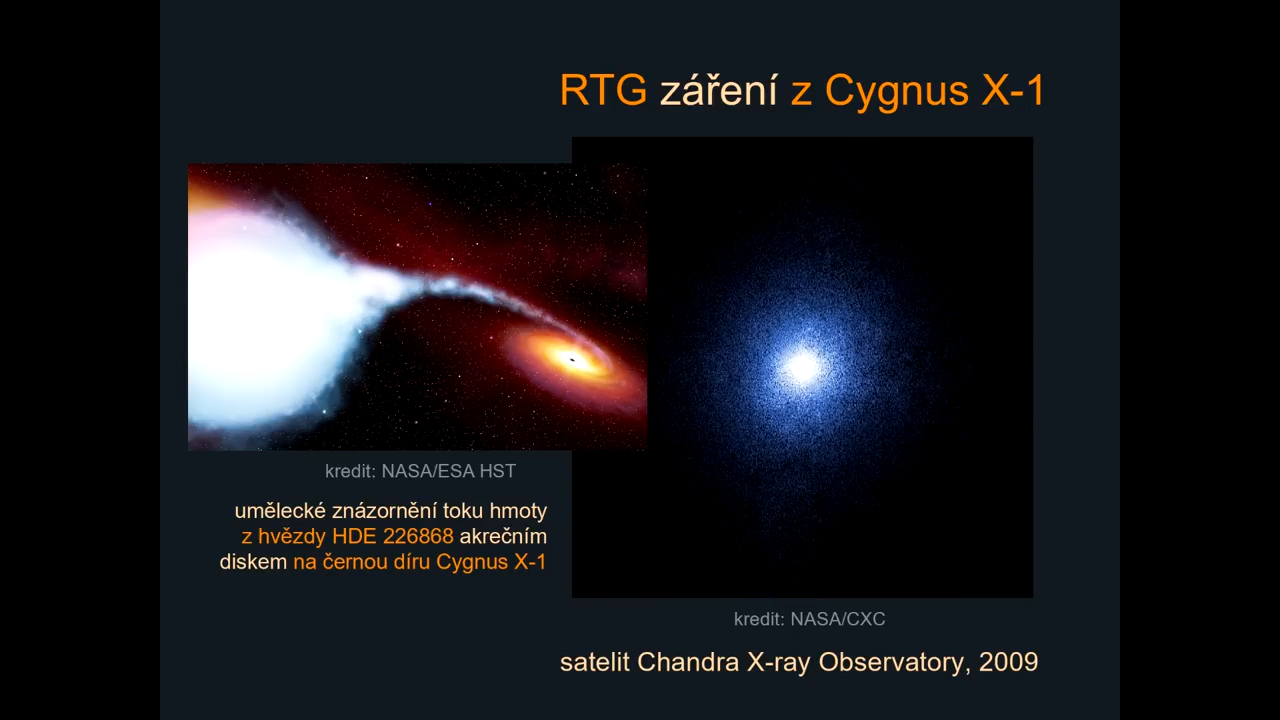 RTG záření z Cygnus X-1
kredit: NASA/ESA HST
umělecké znázornění toku hmoty
z hvězdy HDE 226868 akrečním
diskem na černou díru Cygnus X-1
kredit: NASA/CXC
satelit Chandra X-ray Observatory, 2009